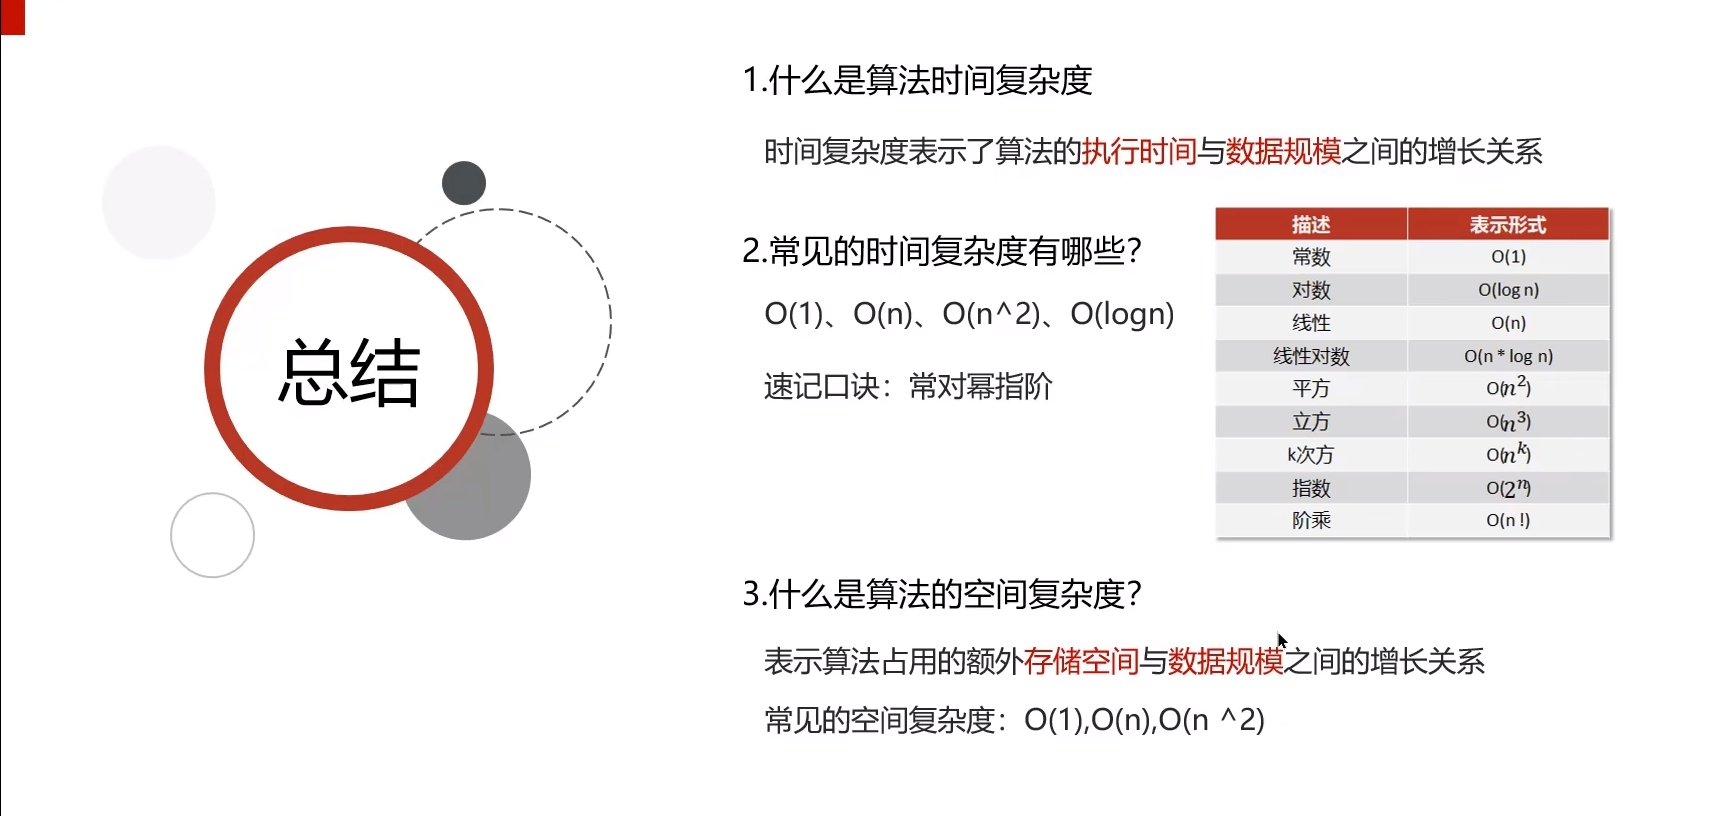 总结
1.什么是算法时间复杂度
时间复杂度表示了算法的执行时间与数据规模之间的增长关系
2.常见的时间复杂度有哪些？
O(1)、O(n)、O(n^2)、O(logn)
速记口诀：常对幂指阶
描述 表示形式
常数 O(1)
对数 O(log n)
线性 O(n)
线性对数 O(n * log n)
平方 O(n²)
立方 O(n³)
k次方 O(nᵏ)
指数 O(2ⁿ)
阶乘 O(n !)
3.什么是算法的空间复杂度？
表示算法占用的额外存储空间与数据规模之间的增长关系
常见的空间复杂度：O(1),O(n),O(n ^2)